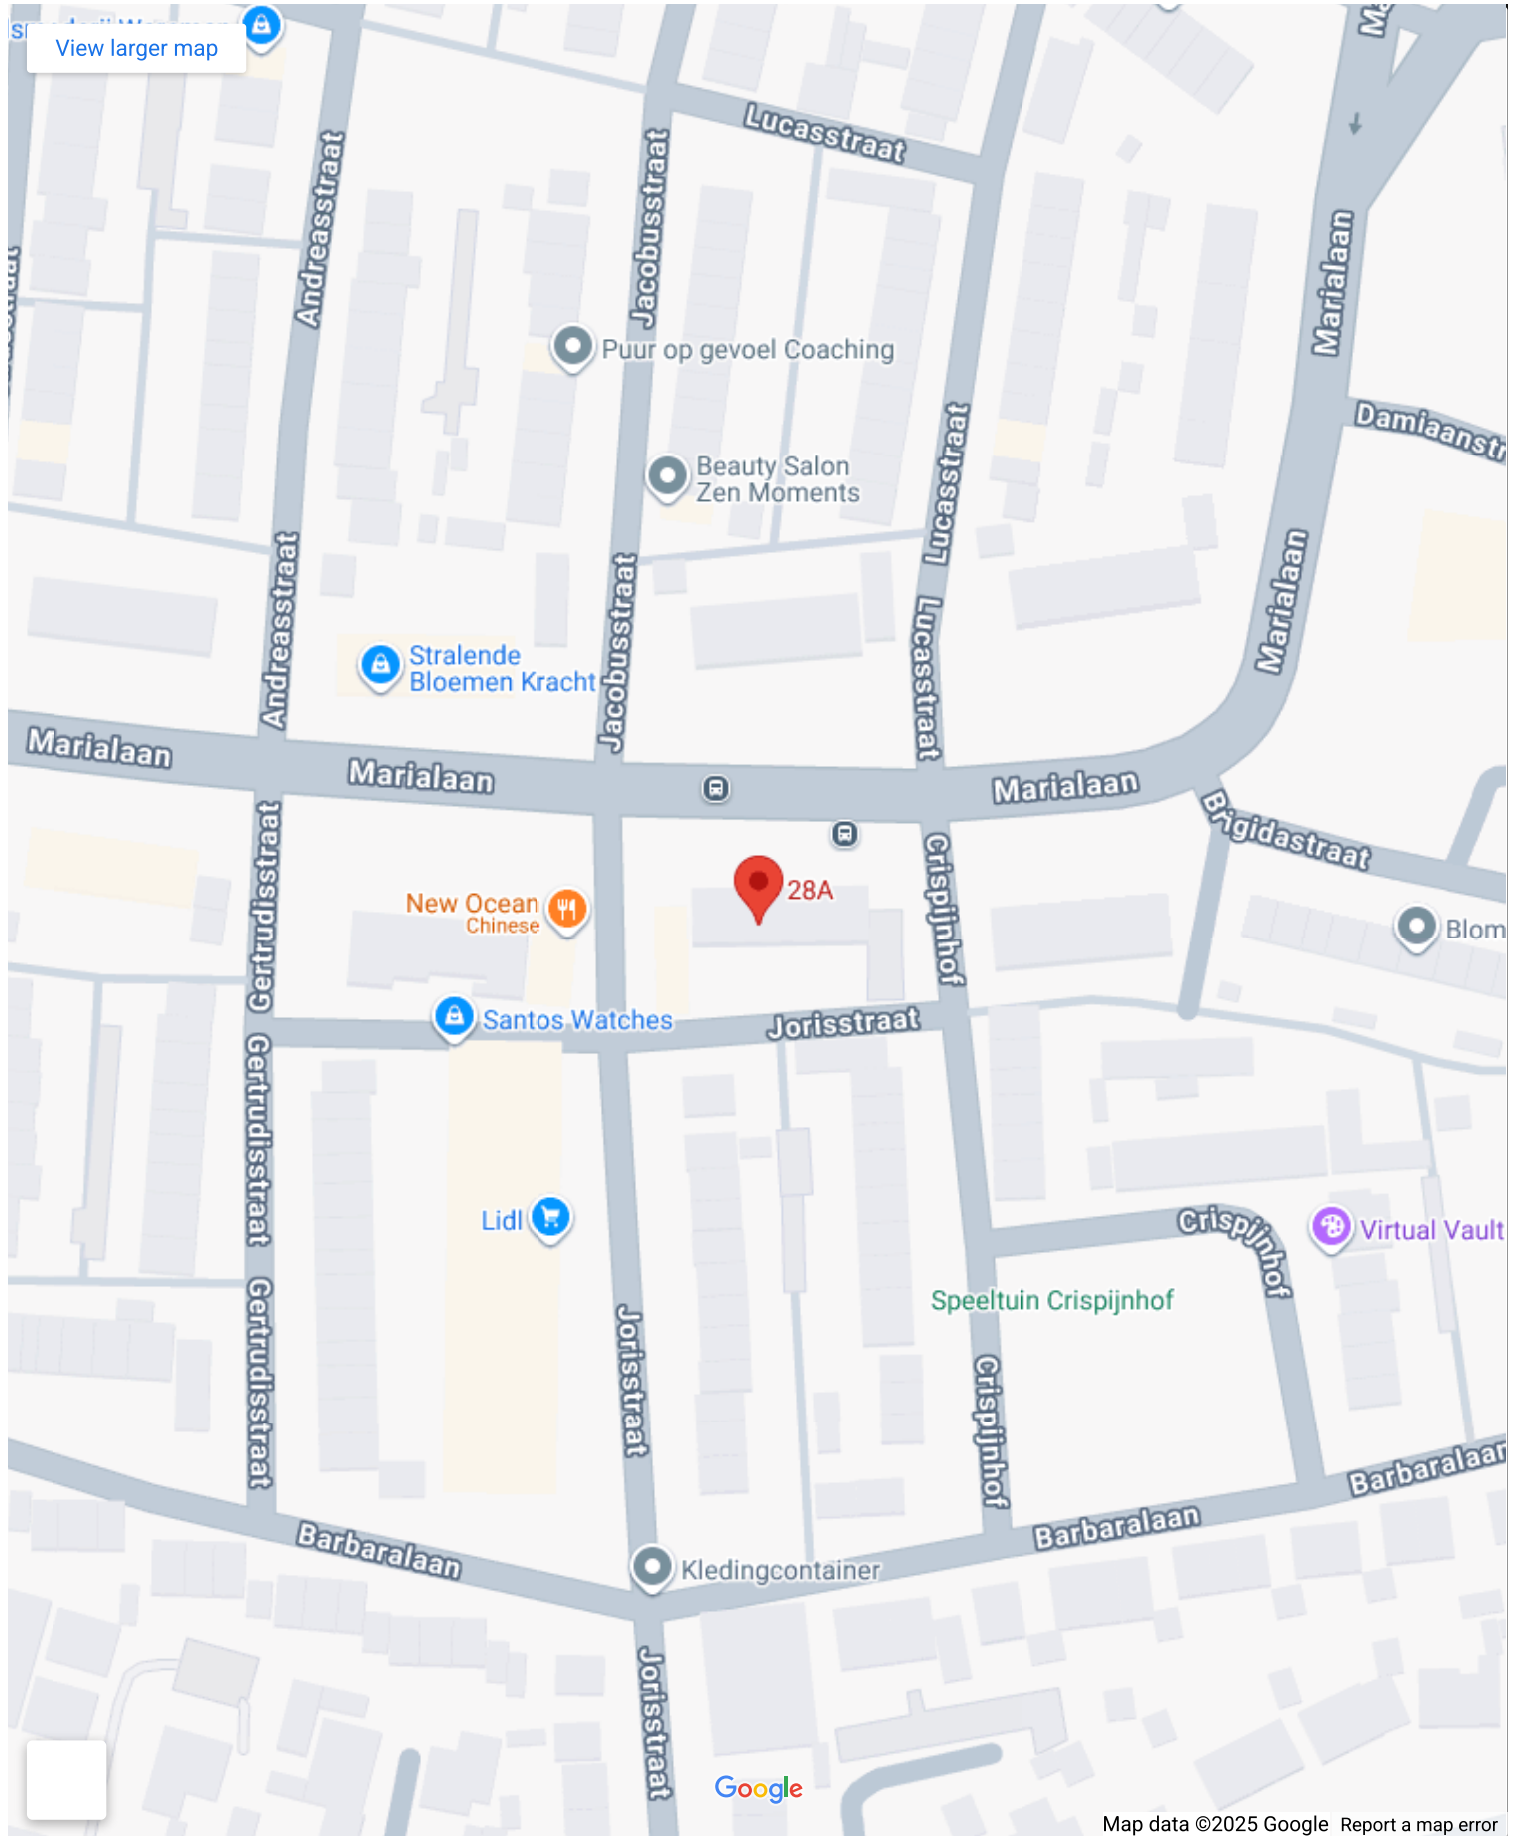 View larger map
Lucasstraat
Andreasstraat
Jacobusstraat
Marialaan
Puur op gevoel Coaching
Damiaanstr
Lucasstraat
Beauty Salon
Zen Moments
Andreasstraat
Jacobusstraat
Marialaan
Lucasstraat
Stralende
Bloemen Kracht
Marialaan
Marialaan
Marialaan
Brigidastraat
Gertrudisstraat
Crispijnhof
28A
New Ocean
Chinese
Blom
Santos Watches
Jorisstraat
Gertrudisstraat
Lidl
Crispijnhof
Virtual Vault
Speeltuin Crispijnhof
Gertrudisstraat
Jorisstraat
Crispijnhof
Barbaralaan
Barbaralaan
Barbaralaan
Kledingcontainer
Jorisstraat
Google
Map data ©2025 Google
Report a map error